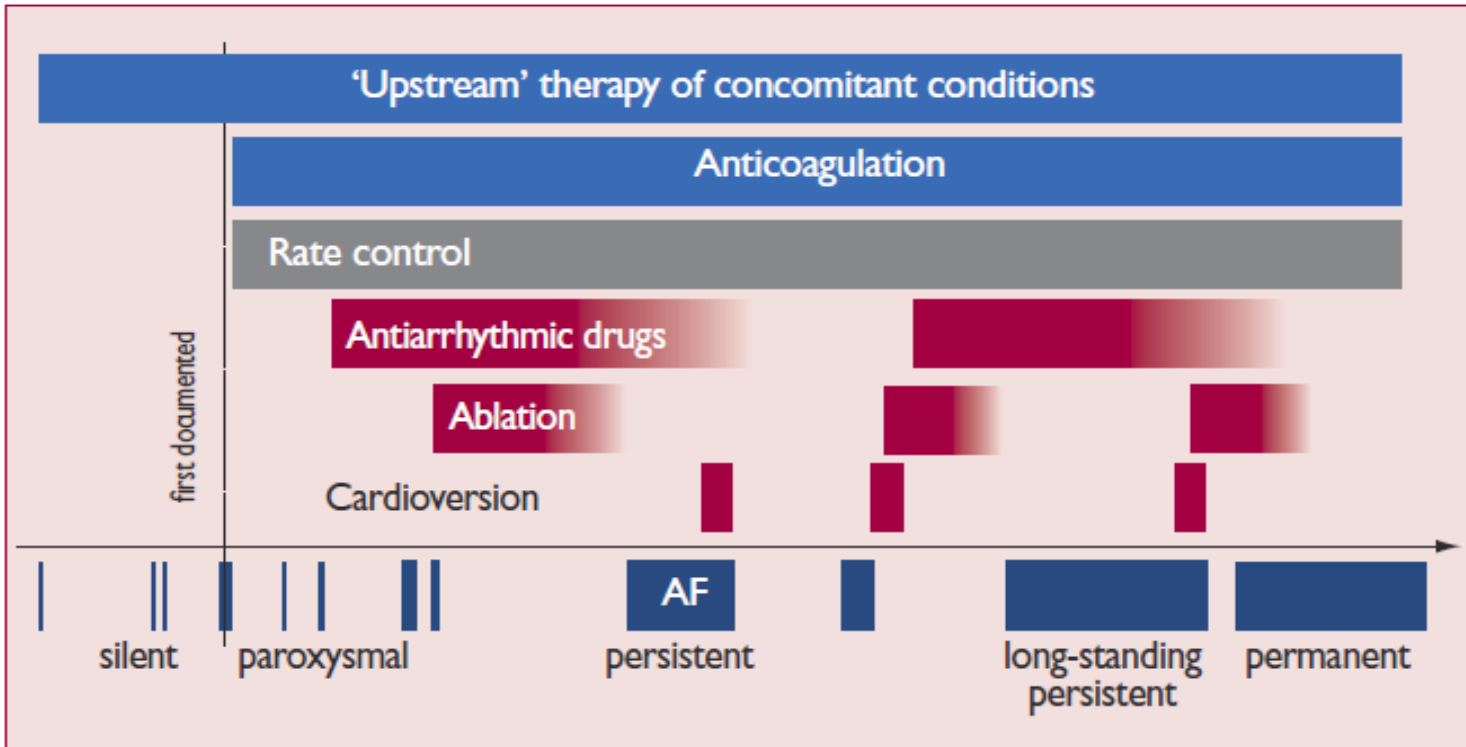 ‘Upstream’ therapy of concomitant conditions
Anticoagulation
Rate control
Antiarrhythmic drugs
Ablation
first documented
Cardioversion
AF
silent
paroxysmal
persistent
long-standing
persistent
permanent